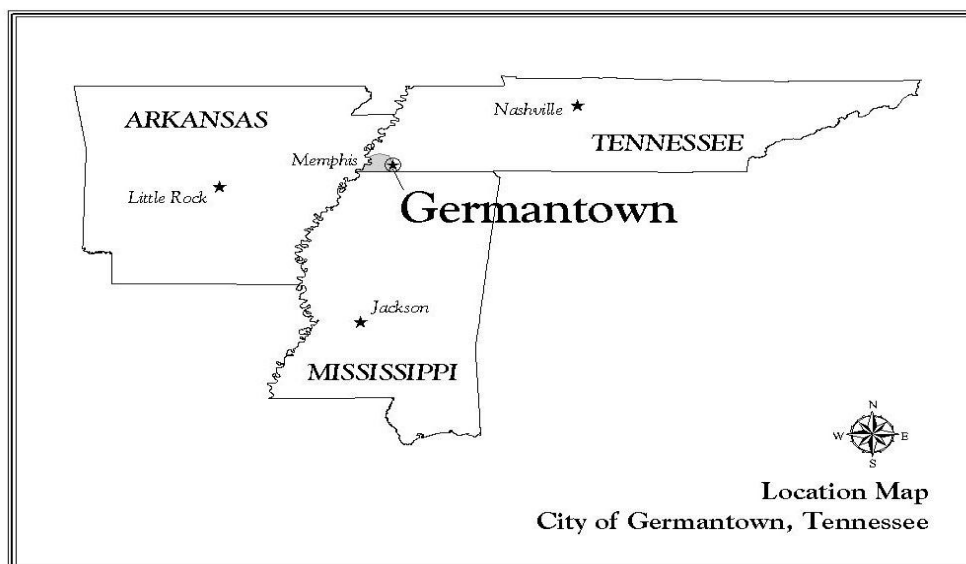 ARKANSAS
Nashville
TENNESSEE
Memphis
Little Rock
Germantown
Jackson
MISSISSIPPI
N
W E
S
Location Map
City of Germantown, Tennessee